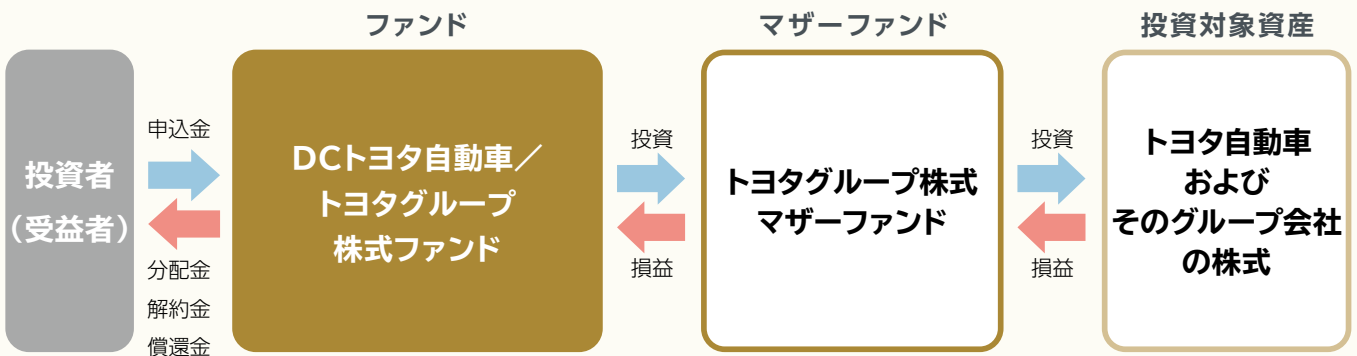 ファンド
マザーファンド
投資対象資産
投資者
(受益者)
申込金
分配金
解約金
償還金
DCトヨタ自動車／
トヨタグループ
株式ファンド
投資
損益
トヨタグループ株式
マザーファンド
投資
損益
トヨタ自動車
および
そのグループ会社
の株式